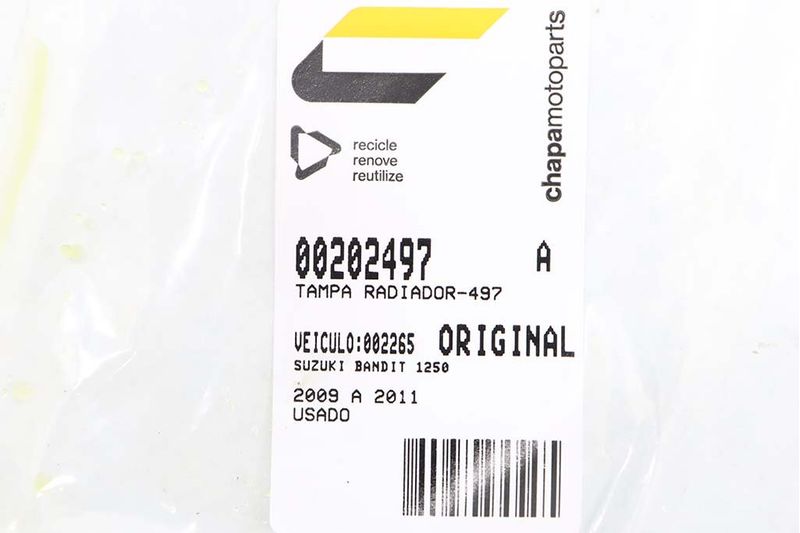 chapamotoparts
recicle
renove
reutilize
00202497 A
TAMPA RADIADOR-497
VEICULO:002265 ORIGINAL
SUZUKI BANDIT 1250
2009 A 2011
USADO